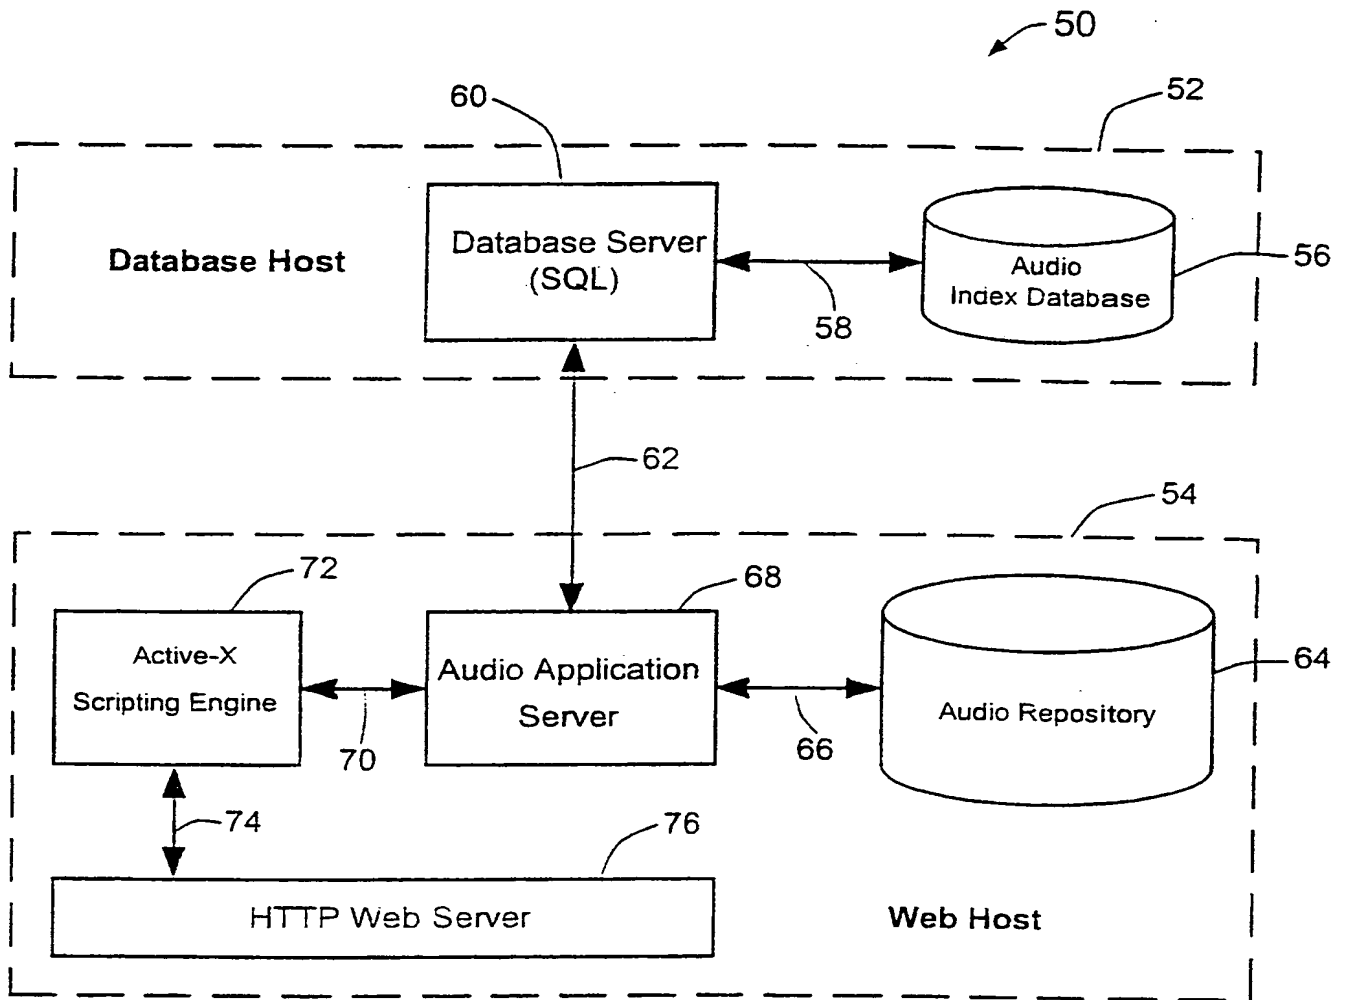 50
52
60
Database Host
Database Server
(SQL)
58
Audio
Index Database
56
62
54
72
68
Active-X
Scripting Engine
70
Audio Application
Server
66
Audio Repository
64
74
76
HTTP Web Server
Web Host